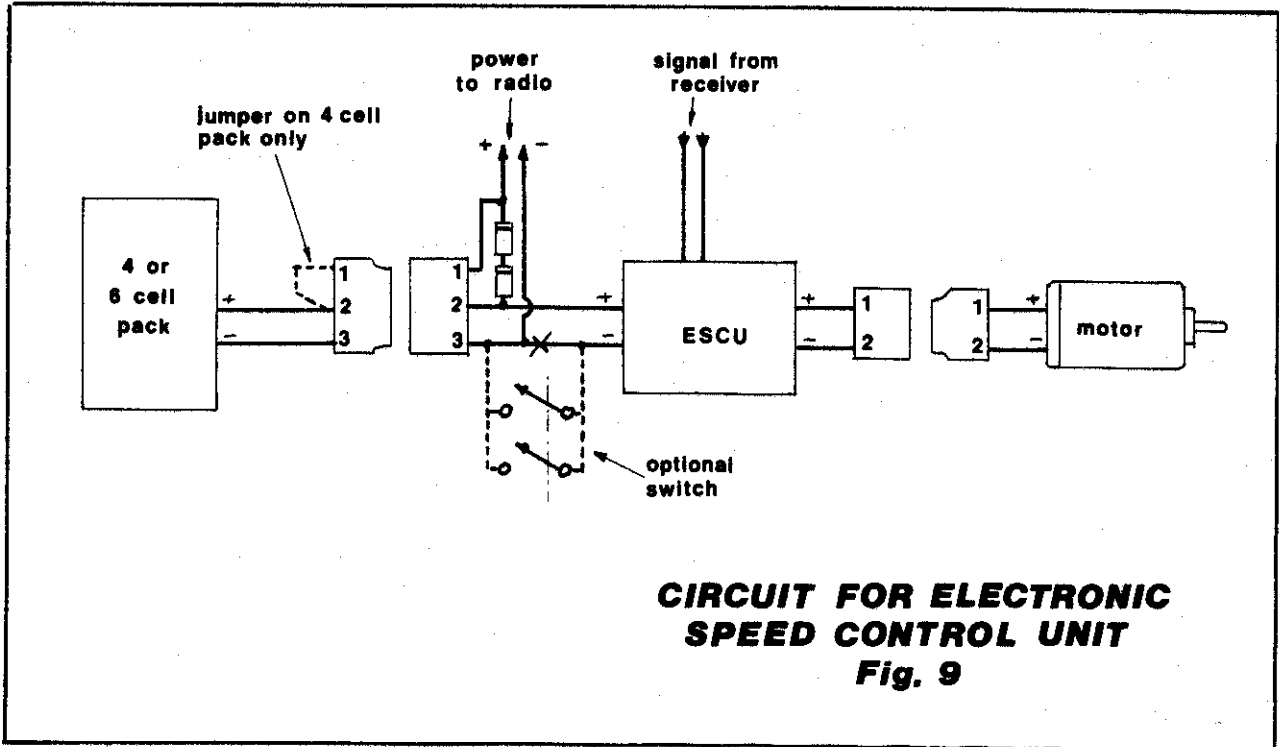 power
to radio
signal from
receiver
jumper on 4 cell
pack only
+ -
4 or
6 cell
pack
+
-
1
2
3
1
2
3
+
-
ESCU
+
-
1
2
1
2
+
-
motor
optional
switch
CIRCUIT FOR ELECTRONIC
SPEED CONTROL UNIT
Fig. 9